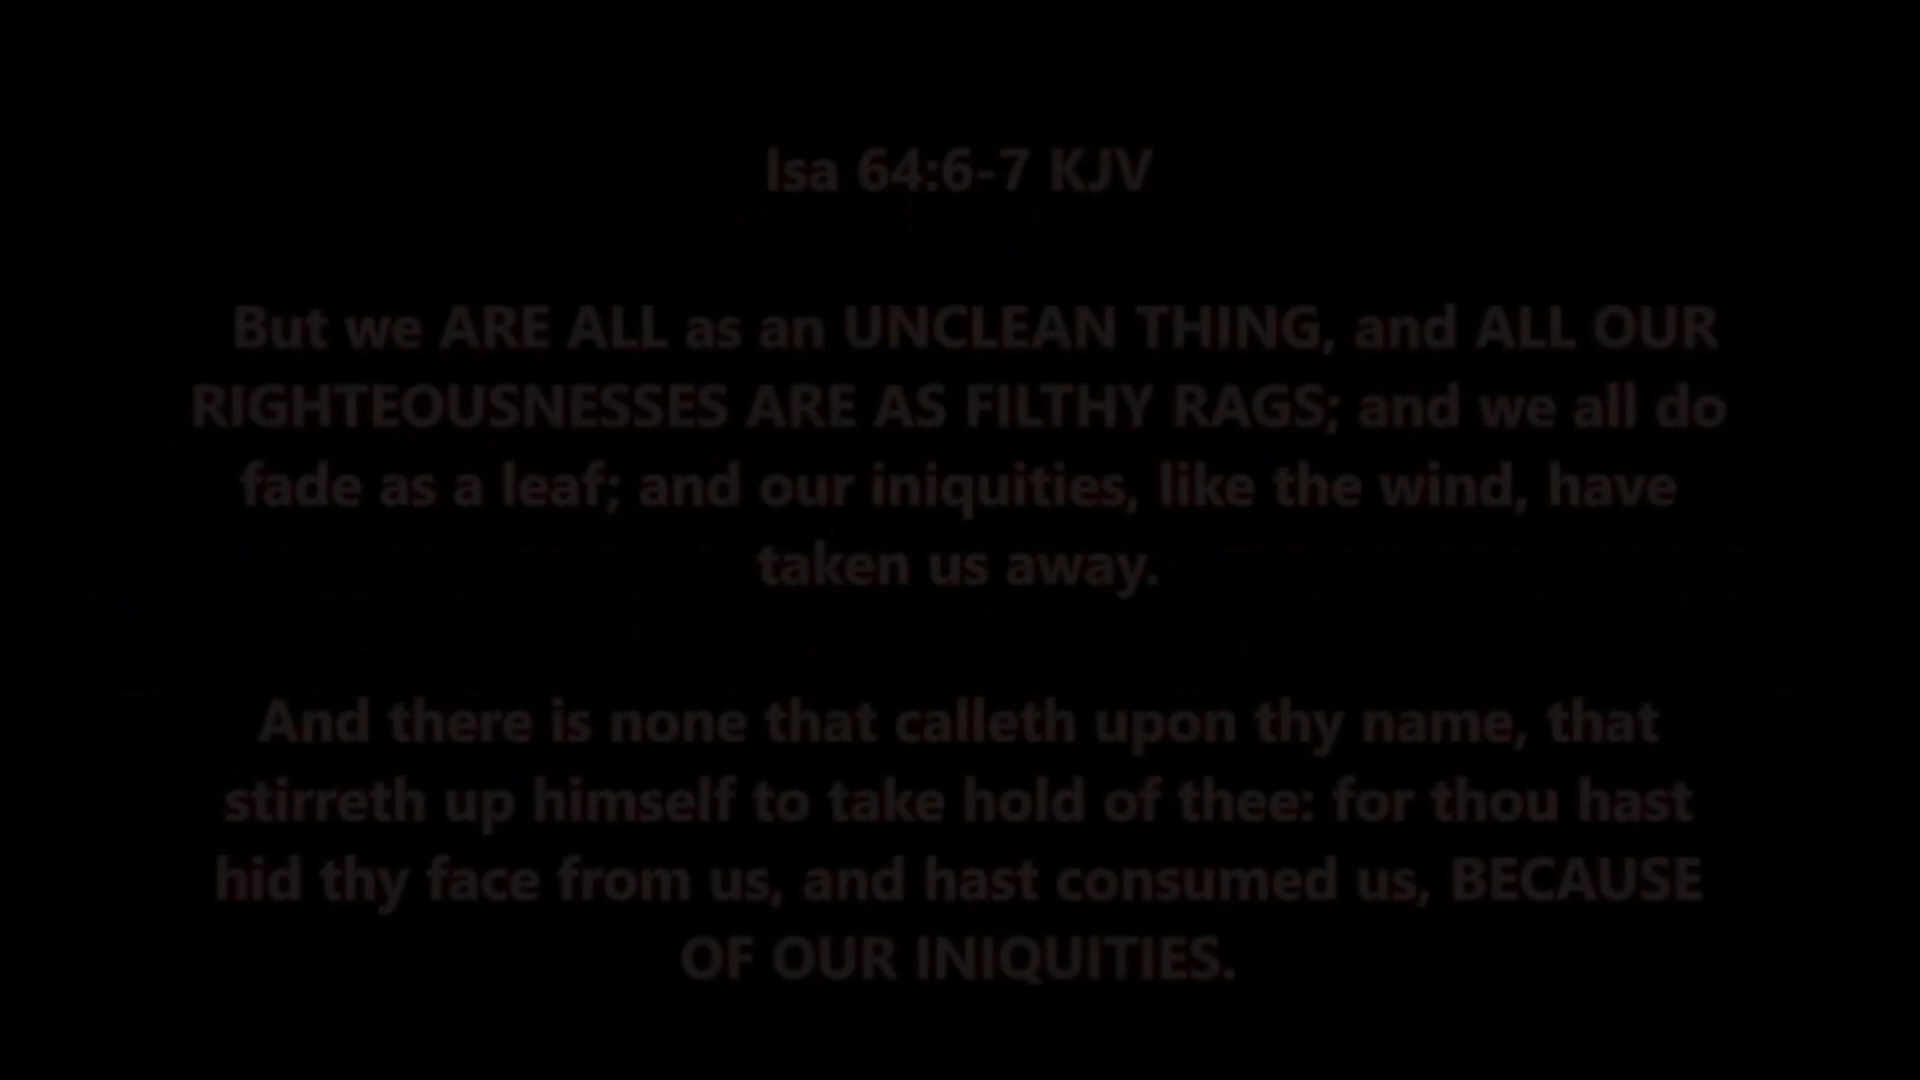 Isa 64:6-7 KJV
But we ARE ALL as an UNCLEAN THING, and ALL OUR
RIGHTEOUSNESSES ARE AS FILTHY RAGS; and we all do
fade as a leaf; and our iniquities, like the wind, have
taken us away.
And there is none that calleth upon thy name, that
stirreth up himself to take hold of thee: for thou hast
hid thy face from us, and hast consumed us, BECAUSE
OF OUR INIQUITIES.